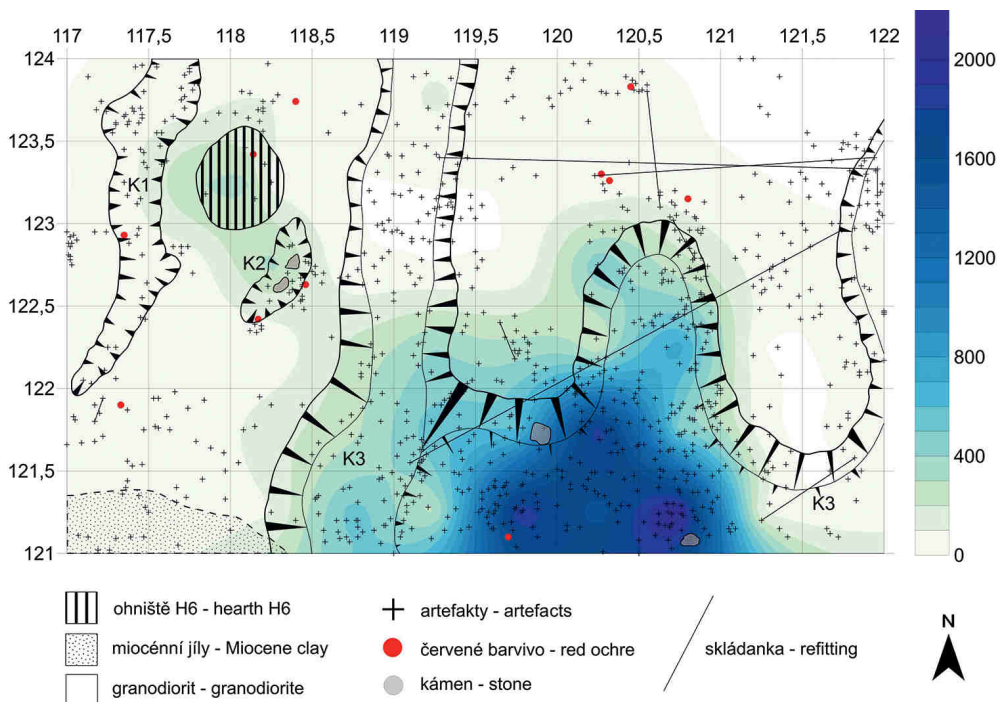 117 117,5 118 118,5 119 119,5 120 120,5 121 121,5 122
124
123,5
123
122,5
122
121,5
121
K1
K2
K3
K3
2000
1600
1200
800
400
0
ohniště H6 - hearth H6
miocénní jíly - Miocene clay
granodiorit - granodiorite
artefakty - artefacts
červené barvivo - red ochre
kámen - stone
skládanka - refitting
N